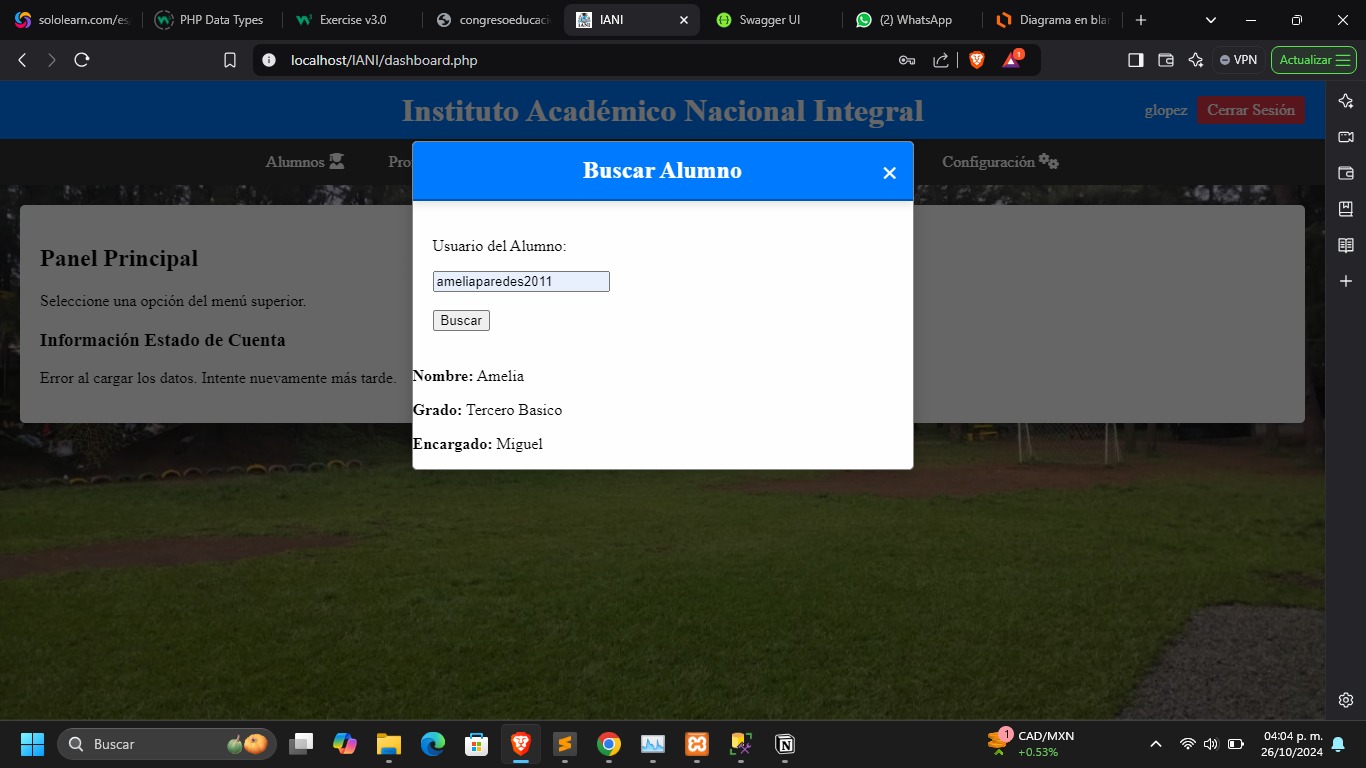 sololearn.com/es
PHP Data Types
Exercise v3.0
congresoeducaci
IANI
Swagger UI
(2) WhatsApp
Diagrama en blan
localhost/IANI/dashboard.php
1
VPN
Actualizar
Instituto Académico Nacional Integral
glopez
Cerrar Sesión
Alumnos
Pro
Configuración
Buscar Alumno
Usuario del Alumno:
ameliaparedes2011
Buscar
Nombre: Amelia
Grado: Tercero Basico
Encargado: Miguel
Panel Principal
Seleccione una opción del menú superior.
Información Estado de Cuenta
Error al cargar los datos. Intente nuevamente más tarde.
Buscar
1
CAD/MXN
+0.53%
04:04 p. m.
26/10/2024